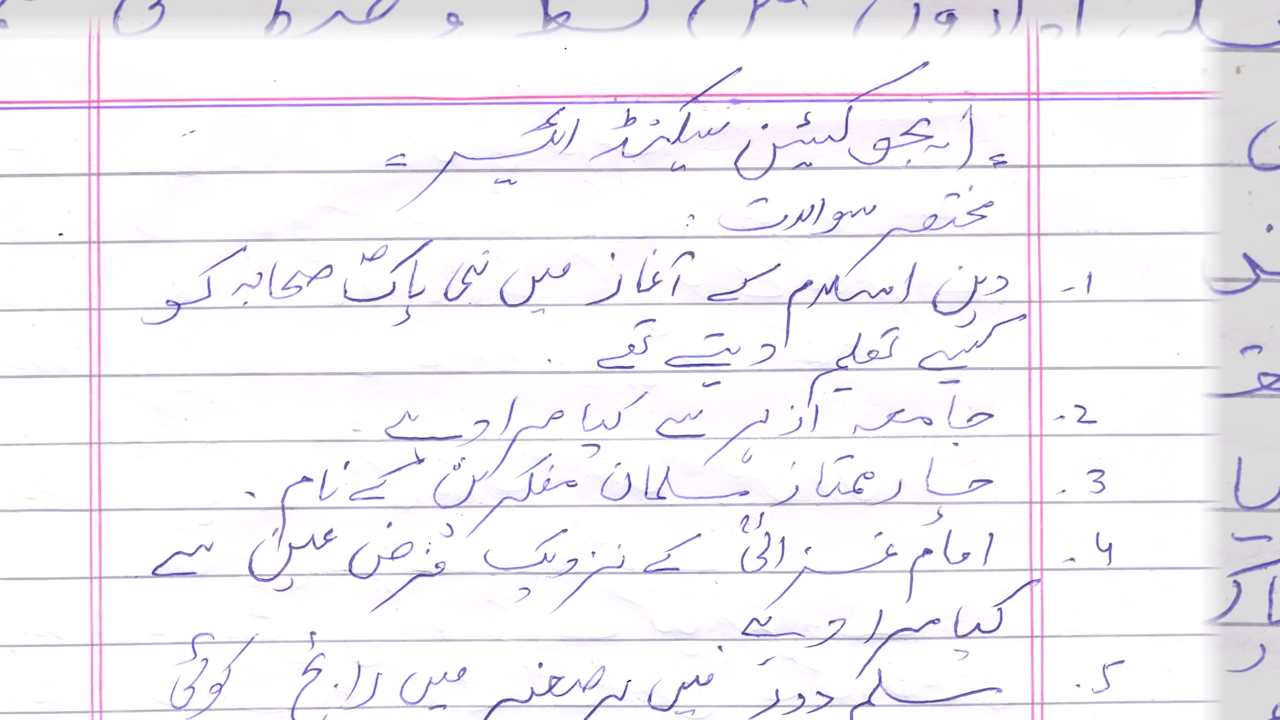 ایجوکیشن سیکنڈ ائیر
مختصر سوالات :
1. دین اسلام کے آغاز میں نبی پاکؐ صحابہ کو
کیسے تعلیم دیتے تھے
2. جامعہ ازہر سے کیا مراد ہے
3. چار ممتاز مسلمان مفکرین کے نام
4. امام غزالیؒ کے نزدیک فرض عین سے
کیا مراد ہے
5. مسلم دور میں برصغیر میں رائج کوئی